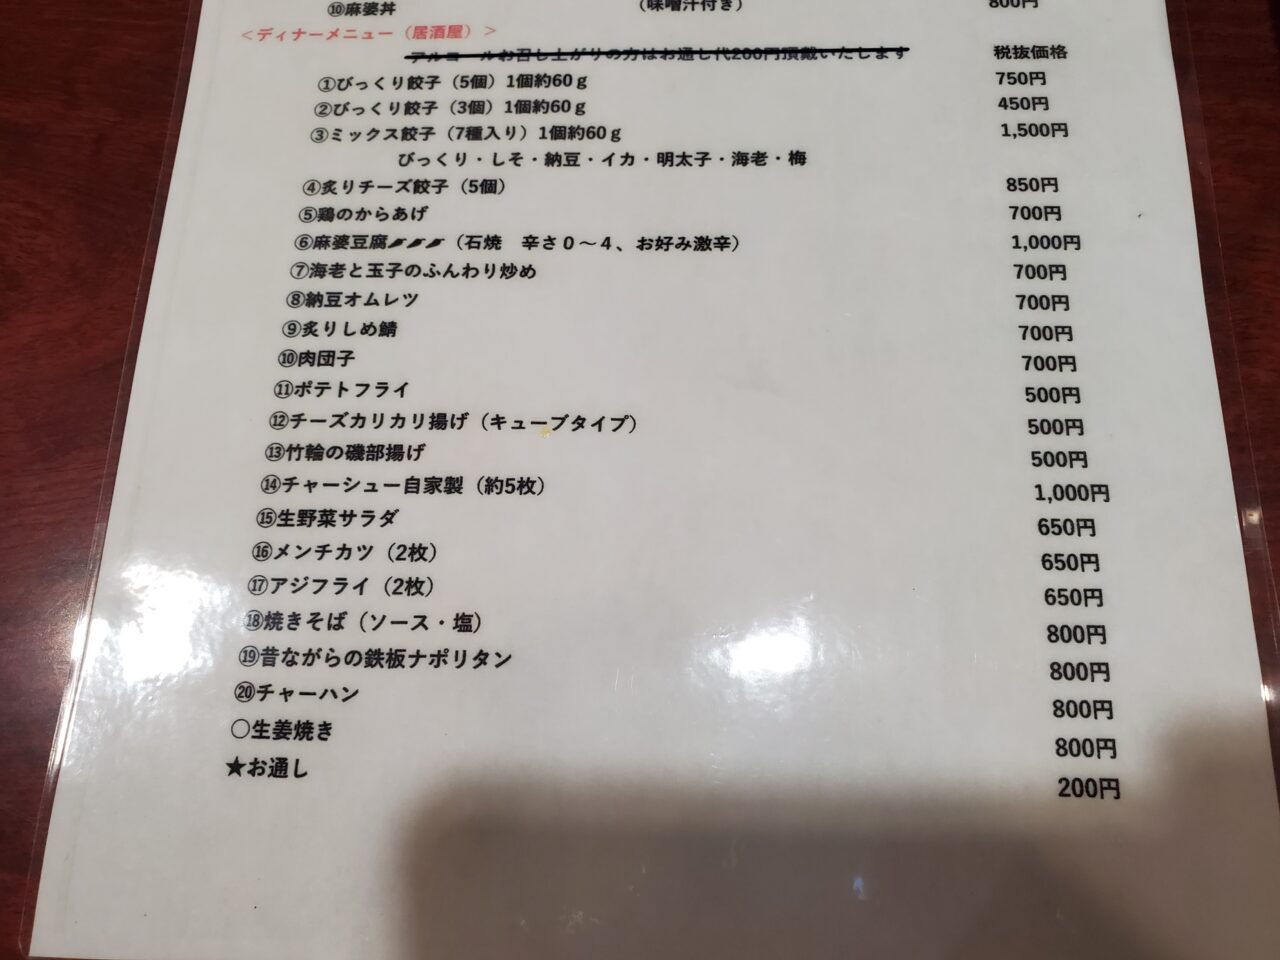 ⑩麻婆丼 （味噌汁付き） 800円
＜ディナーメニュー（居酒屋）＞
アルコールお召し上がりの方はお通し代200円頂戴いたします 税抜価格
①びっくり餃子（5個）1個約60ｇ 750円
②びっくり餃子（3個）1個約60ｇ 450円
③ミックス餃子（7種入り）1個約60ｇ 1,500円
びっくり・しそ・納豆・イカ・明太子・海老・梅
④炙りチーズ餃子（5個） 850円
⑤鶏のからあげ 700円
⑥麻婆豆腐🌶🌶🌶（石焼　辛さ０～４、お好み激辛） 1,000円
⑦海老と玉子のふんわり炒め 700円
⑧納豆オムレツ 700円
⑨炙りしめ鯖 700円
⑩肉団子 700円
⑪ポテトフライ 500円
⑫チーズカリカリ揚げ（キューブタイプ） 500円
⑬竹輪の磯部揚げ 500円
⑭チャーシュー自家製（約5枚） 1,000円
⑮生野菜サラダ 650円
⑯メンチカツ（2枚） 650円
⑰アジフライ（2枚） 650円
⑱焼きそば（ソース・塩） 800円
⑲昔ながらの鉄板ナポリタン 800円
⑳チャーハン 800円
〇生姜焼き 800円
★お通し 200円